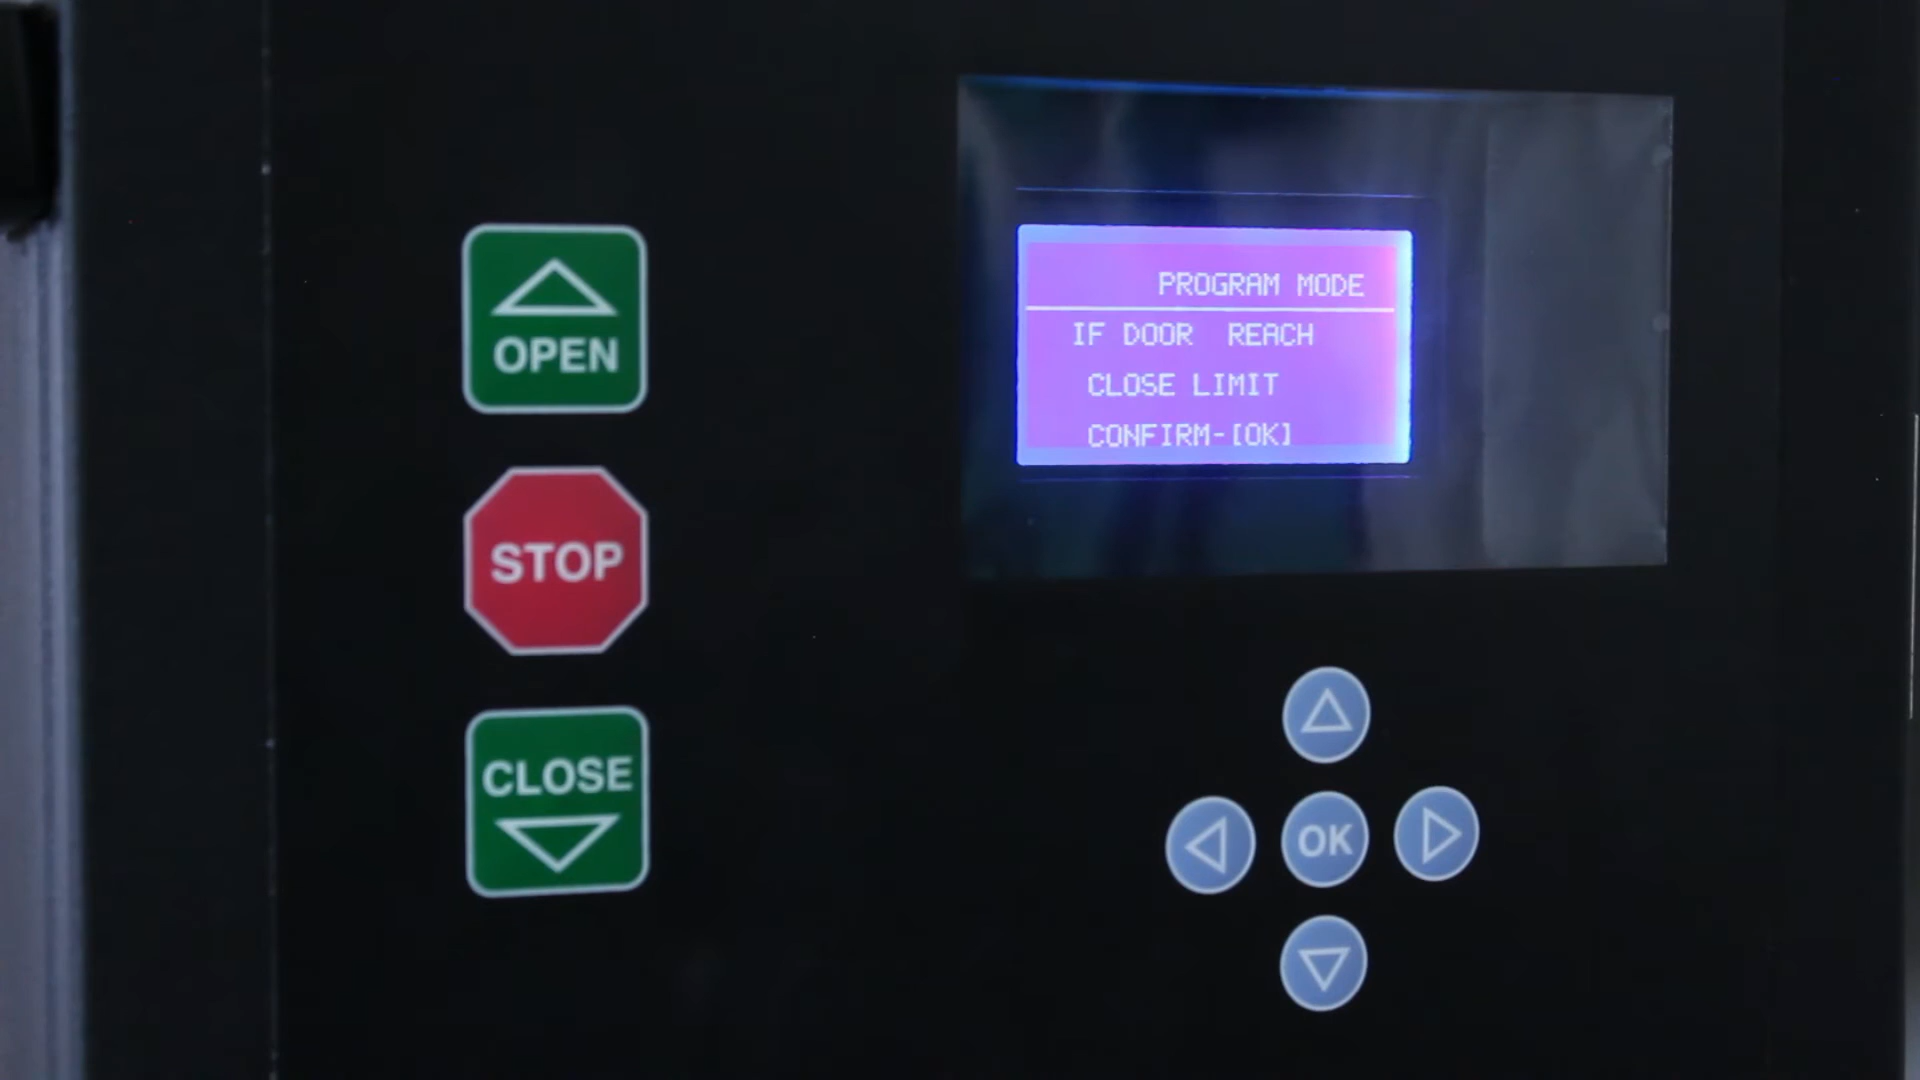 OPEN
STOP
CLOSE
PROGRAM MODE
IF DOOR REACH
CLOSE LIMIT
CONFIRM-[OK]
OK